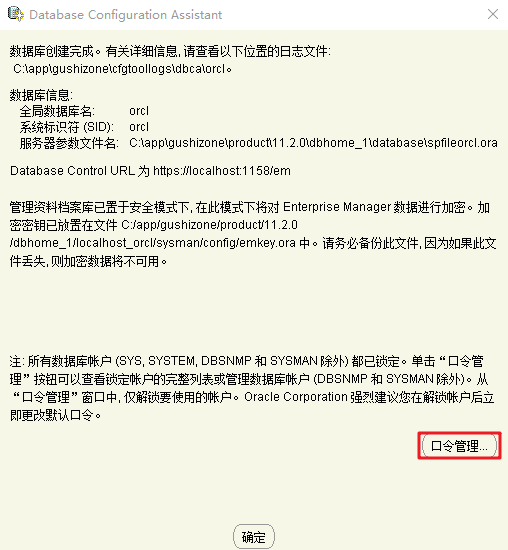 Database Configuration Assistant
数据库创建完成。有关详细信息, 请查看以下位置的日志文件:
C:\app\gushizone\cfgtoollogs\dbca\orcl。
数据库信息:
全局数据库名: orcl
系统标识符 (SID): orcl
服务器参数文件名: C:\app\gushizone\product\11.2.0\dbhome_1\database\spfileorcl.ora
Database Control URL 为 https://localhost:1158/em
管理资料档案库已置于安全模式下, 在此模式下将对 Enterprise Manager 数据进行加密。加
密密钥已放置在文件 C:/app/gushizone/product/11.2.0
/dbhome_1/localhost_orcl/sysman/config/emkey.ora 中。请务必备份此文件, 因为如果此文
件丢失, 则加密数据将不可用。
注: 所有数据库帐户 (SYS, SYSTEM, DBSNMP 和 SYSMAN 除外) 都已锁定。单击“口令管
理”按钮可以查看锁定帐户的完整列表或管理数据库帐户 (DBSNMP 和 SYSMAN 除外)。从
“口令管理”窗口中, 仅解锁要使用的帐户。Oracle Corporation 强烈建议您在解锁帐户后立
即更改默认口令。
口令管理...
确定